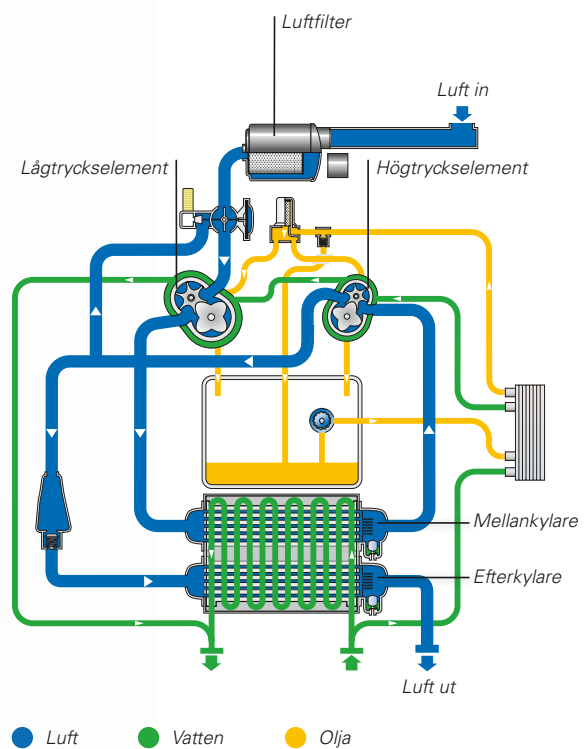 Luftfilter
Luft in
Lågtryckselement
Högtryckselement
Mellankylare
Efterkylare
Luft ut
Luft
Vatten
Olja